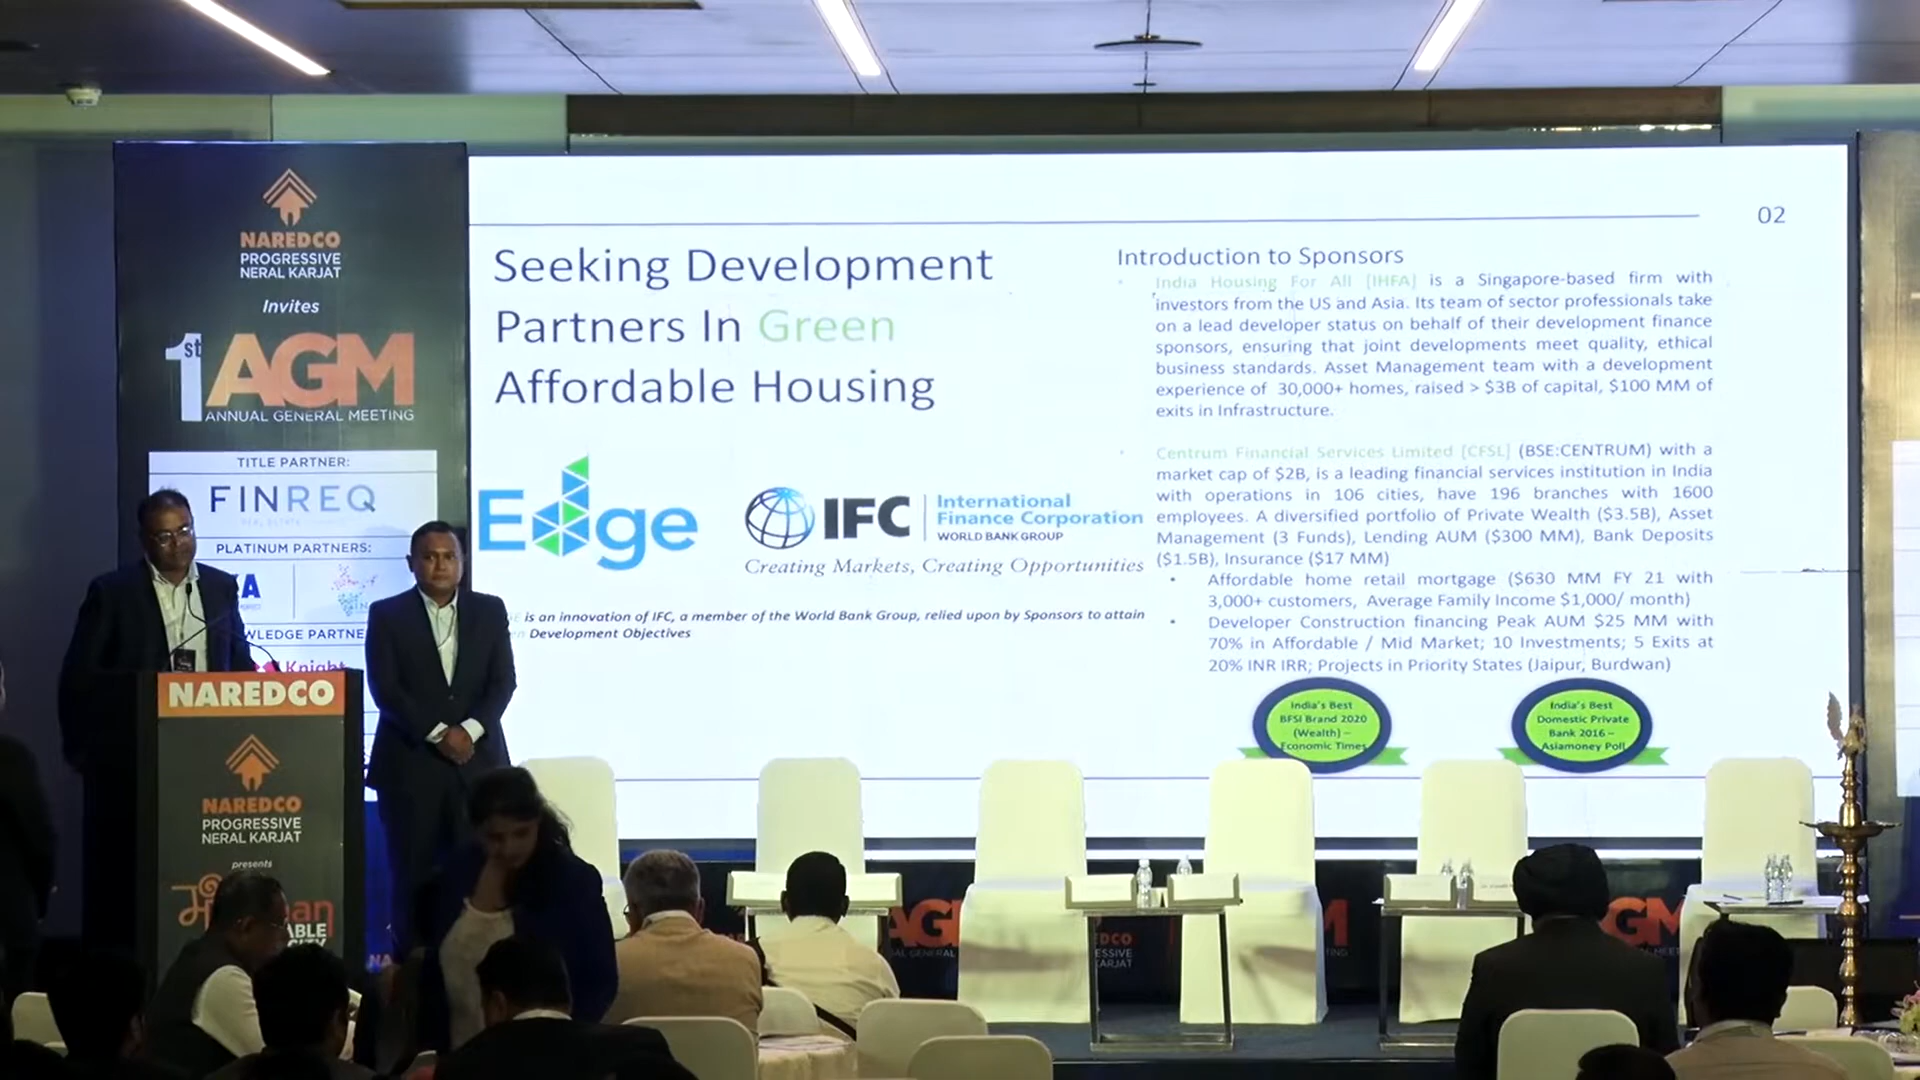 NAREDCO
PROGRESSIVE
NERAL KARJAT
Invites
1st AGM
ANNUAL GENERAL MEETING
TITLE PARTNER:
FINREQ
PLATINUM PARTNERS:
WLEDGE PARTNE
Knight
NAREDCO
NAREDCO
PROGRESSIVE
NERAL KARJAT
presents
ABLE
02
Seeking Development
Partners In Green
Affordable Housing
Edge
IFC
International
Finance Corporation
WORLD BANK GROUP
Creating Markets, Creating Opportunities
is an innovation of IFC, a member of the World Bank Group, relied upon by Sponsors to attain
Development Objectives
Introduction to Sponsors
India Housing For All [IHFA] is a Singapore-based firm with
investors from the US and Asia. Its team of sector professionals take
on a lead developer status on behalf of their development finance
sponsors, ensuring that joint developments meet quality, ethical
business standards. Asset Management team with a development
experience of 30,000+ homes, raised > $3B of capital, $100 MM of
exits in Infrastructure.
Centrum Financial Services Limited [CFSL] (BSE:CENTRUM) with a
market cap of $2B, is a leading financial services institution in India
with operations in 106 cities, have 196 branches with 1600
employees. A diversified portfolio of Private Wealth ($3.5B), Asset
Management (3 Funds), Lending AUM ($300 MM), Bank Deposits
($1.5B), Insurance ($17 MM)
• Affordable home retail mortgage ($630 MM FY 21 with
3,000+ customers, Average Family Income $1,000/ month)
• Developer Construction financing Peak AUM $25 MM with
70% in Affordable / Mid Market; 10 Investments; 5 Exits at
20% INR IRR; Projects in Priority States (Jaipur, Burdwan)
India's Best
BFSI Brand 2020
(Wealth) –
Economic Times
India's Best
Domestic Private
Bank 2016 –
Asiamoney Poll